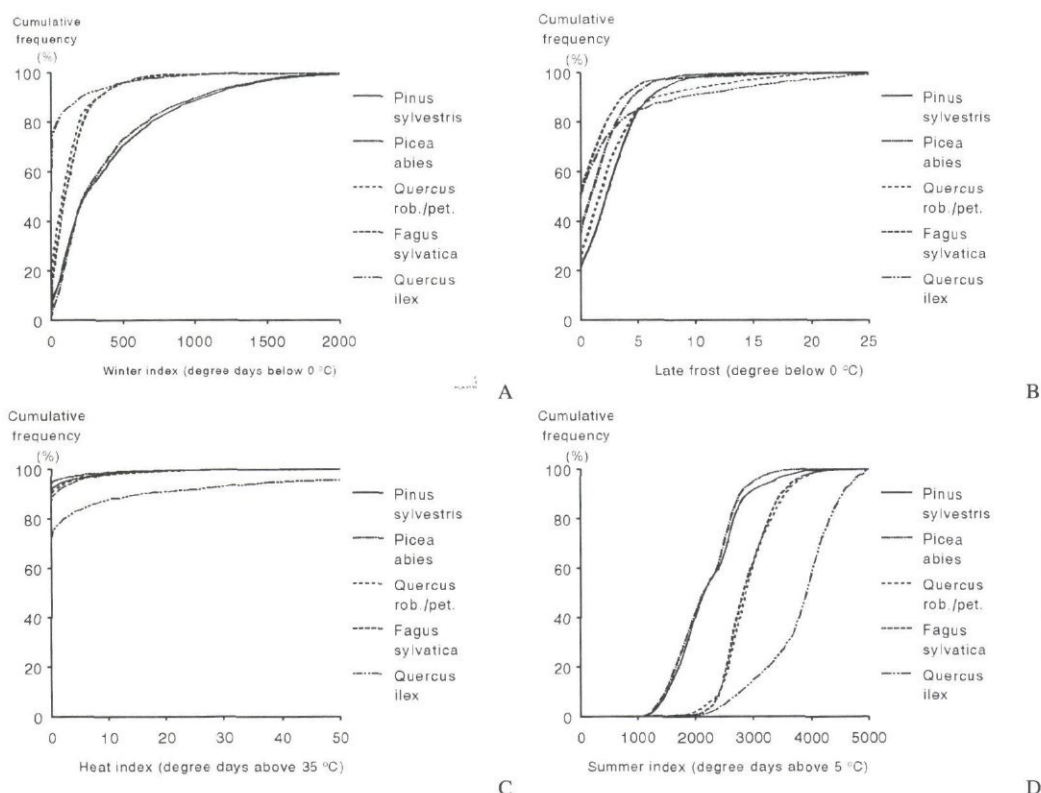 Cumulative
frequency
(%)
100
80
60
40
20
0
0 500 1000 1500 2000
Winter index (degree days below 0 °C)
Pinus
sylvestris
Picea
abies
Quercus
rob./pet.
Fagus
sylvatica
Quercus
ilex
A
Cumulative
frequency
(%)
100
80
60
40
20
0
0 5 10 15 20 25
Late frost (degree below 0 °C)
Pinus
sylvestris
Picea
abies
Quercus
rob./pet.
Fagus
sylvatica
Quercus
ilex
B
Cumulative
frequency
(%)
100
80
60
40
20
0
0 10 20 30 40 50
Heat index (degree days above 35 °C)
Pinus
sylvestris
Picea
abies
Quercus
rob./pet.
Fagus
sylvatica
Quercus
ilex
C
Cumulative
frequency
(%)
100
80
60
40
20
0
0 1000 2000 3000 4000 5000
Summer index (degree days above 5 °C)
Pinus
sylvestris
Picea
abies
Quercus
rob./pet.
Fagus
sylvatica
Quercus
ilex
D